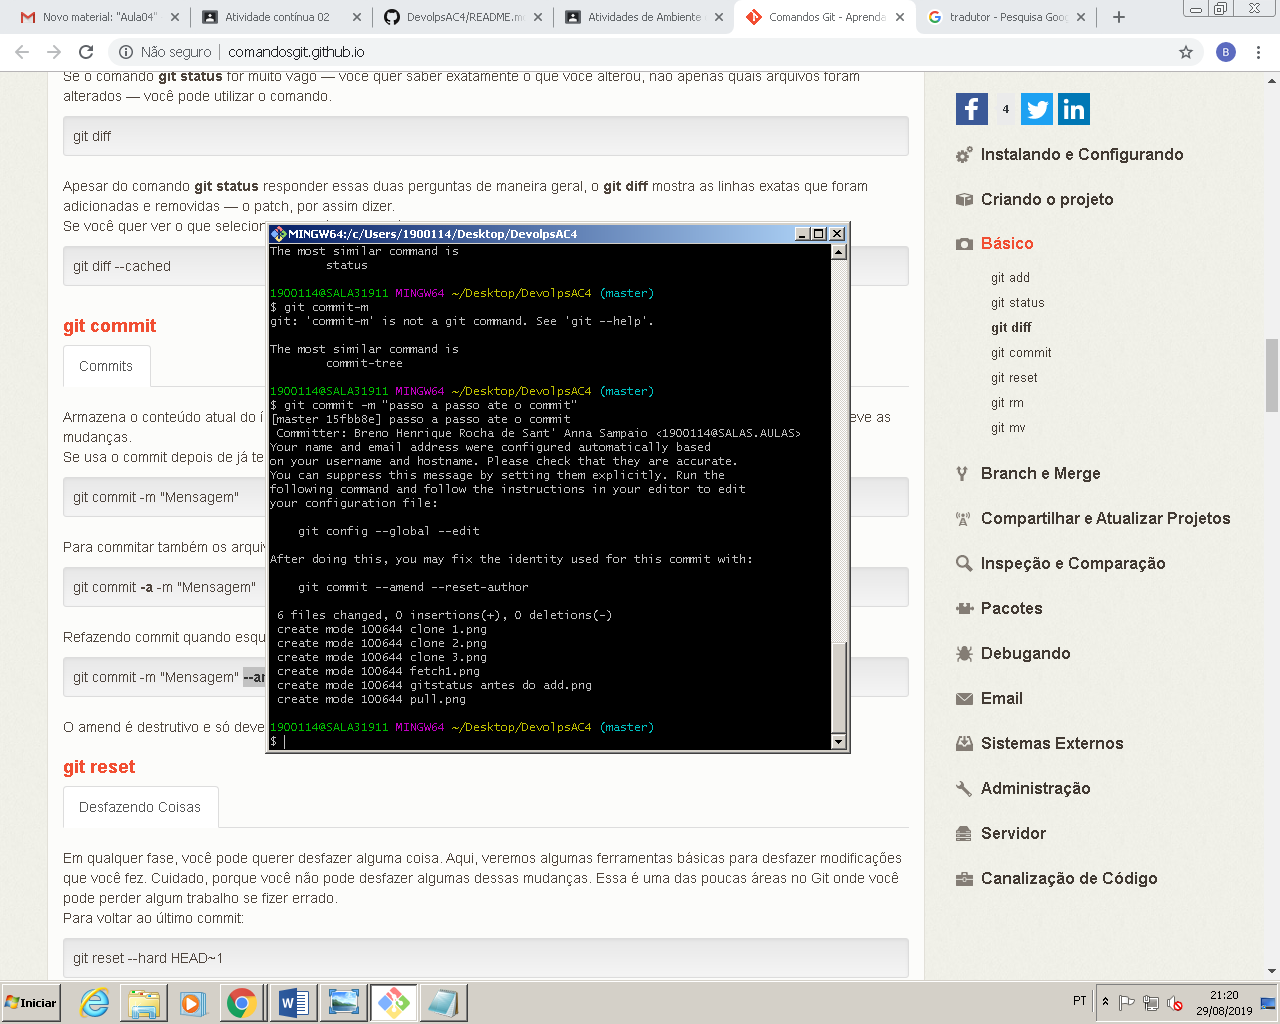 Novo material: "Aula04"
Atividade contínua 02
DevolpsAC4/README.m
Atividades de Ambiente
Comandos Git - Aprenda
tradutor - Pesquisa Goo
Não seguro
comandosgit.github.io
B
Se o comando git status for muito vago — você quer saber exatamente o que você alterou, não apenas quais arquivos foram
alterados — você pode utilizar o comando.
git diff
Apesar do comando git status responder essas duas perguntas de maneira geral, o git diff mostra as linhas exatas que foram
adicionadas e removidas — o patch, por assim dizer.
Se você quer ver o que selecion
git diff --cached
git commit
Commits
Armazena o conteúdo atual do í
eve as
mudanças.
Se usa o commit depois de já te
git commit -m "Mensagem"
Para commitar também os arquiv
git commit -a -m "Mensagem"
Refazendo commit quando esqu
git commit -m "Mensagem" --am
O amend é destrutivo e só deve
git reset
Desfazendo Coisas
Em qualquer fase, você pode querer desfazer alguma coisa. Aqui, veremos algumas ferramentas básicas para desfazer modificações
que você fez. Cuidado, porque você não pode desfazer algumas dessas mudanças. Essa é uma das poucas áreas no Git onde você
pode perder algum trabalho se fizer errado.
Para voltar ao último commit:
git reset --hard HEAD~1
MINGW64:/c/Users/1900114/Desktop/DevolpsAC4
The most similar command is
status
1900114@SALA31911 MINGW64 ~/Desktop/DevolpsAC4 (master)
$ git commit-m
git: 'commit-m' is not a git command. See 'git --help'.
The most similar command is
commit-tree
1900114@SALA31911 MINGW64 ~/Desktop/DevolpsAC4 (master)
$ git commit -m "passo a passo ate o commit"
[master 15fbb8e] passo a passo ate o commit
Committer: Breno Henrique Rocha de Sant' Anna Sampaio <1900114@SALAS.AULAS>
Your name and email address were configured automatically based
on your username and hostname. Please check that they are accurate.
You can suppress this message by setting them explicitly. Run the
following command and follow the instructions in your editor to edit
your configuration file:
git config --global --edit
After doing this, you may fix the identity used for this commit with:
git commit --amend --reset-author
6 files changed, 0 insertions(+), 0 deletions(-)
create mode 100644 clone 1.png
create mode 100644 clone 2.png
create mode 100644 clone 3.png
create mode 100644 fetch1.png
create mode 100644 gitstatus antes do add.png
create mode 100644 pull.png
1900114@SALA31911 MINGW64 ~/Desktop/DevolpsAC4 (master)
$
4
Instalando e Configurando
Criando o projeto
Básico
git add
git status
git diff
git commit
git reset
git rm
git mv
Branch e Merge
Compartilhar e Atualizar Projetos
Inspeção e Comparação
Pacotes
Debugando
Email
Sistemas Externos
Administração
Servidor
Canalização de Código
Iniciar
PT
21:20
29/08/2019